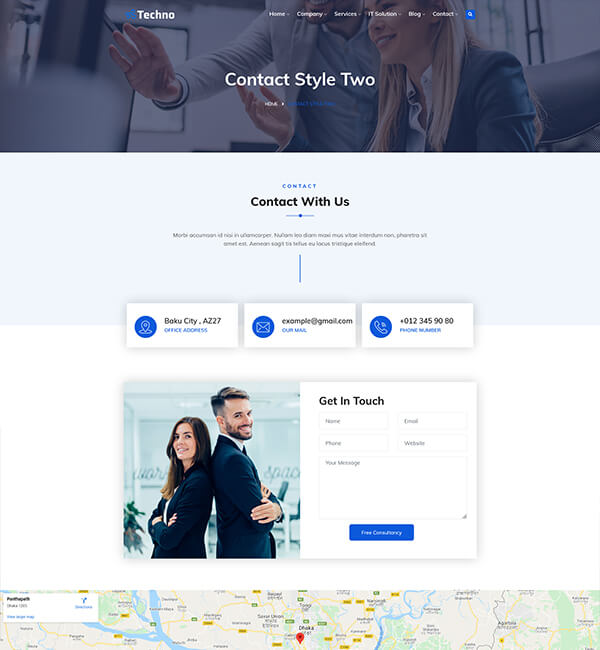 Techno
Home Company Services IT Solution Blog Contact
Contact Style Two
HOME CONTACT STYLE TWO
CONTACT
Contact With Us
Morbi accumsan id nisi in ullamcorper. Nullam leo diam maxi mus vitae interdum non, pharetra sit
amet est. Aenean sagit tis tellus eu lacus tristique eleifend.
Baku City , AZ27
OFFICE ADDRESS
example@gmail.com
OUR MAIL
+012 345 90 80
PHONE NUMBER
Get In Touch
Name
Email
Phone
Website
Your Message
Free Consultancy
Panthapath
Dhaka 1205
Directions
View larger map
Tongi
Dhaka
Narsingdi
Agartala